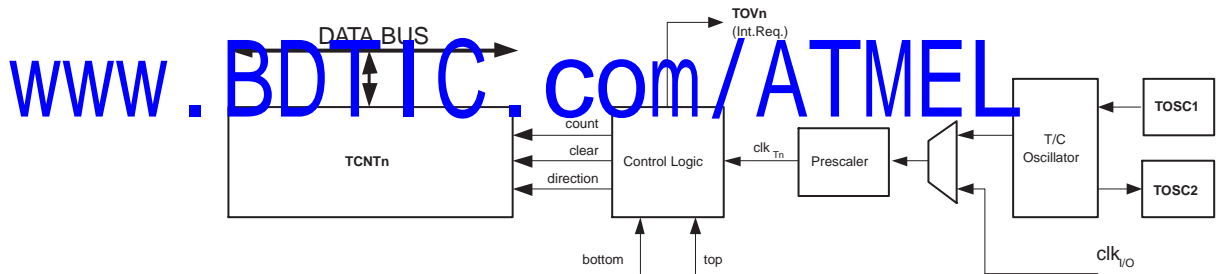 TOVn
(Int.Req.)
DATA BUS
www.BDTIC.com/ATMEL
TCNTn
count
clear
direction
Control Logic
clk Tn
Prescaler
T/C
Oscillator
TOSC1
TOSC2
bottom
top
clk I/O